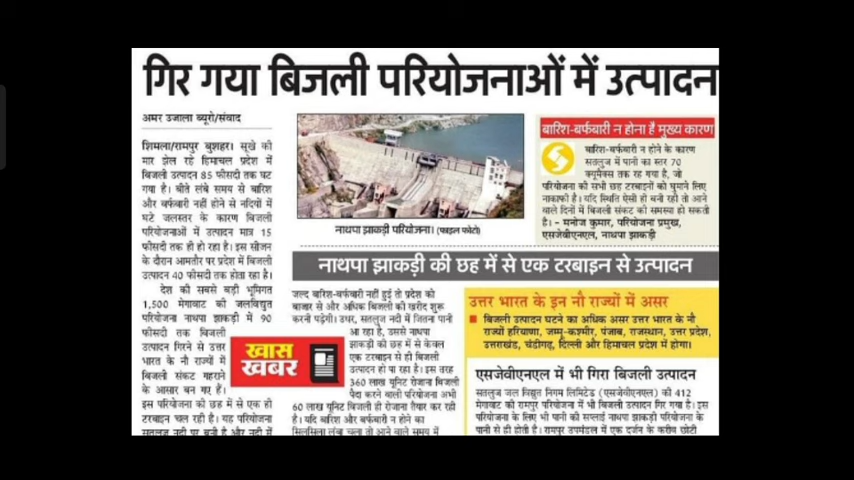 गिर गया बिजली परियोजनाओं में उत्पादन
अमर उजाला ब्यूरो/संवाद
शिमला/रामपुर बुशहर। सूखे की
मार झेल रहे हिमाचल प्रदेश में
बिजली उत्पादन 85 फीसदी तक घट
गया है। बीते लंबे समय से बारिश
और बर्फबारी नहीं होने से नदियों में
घटे जलस्तर के कारण बिजली
परियोजनाओं में उत्पादन मात्र 15
फीसदी तक ही हो रहा है। इस सीजन
के दौरान आमतौर पर प्रदेश में बिजली
उत्पादन 40 फीसदी तक होता रहा है।
देश की सबसे बड़ी भूमिगत
1,500 मेगावाट की जलविद्युत
परियोजना नाथपा झाकड़ी में 90
फीसदी तक बिजली
उत्पादन गिरने से उत्तर
भारत के नौ राज्यों में
बिजली संकट गहराने
के आसार बन गए हैं।
इस परियोजना की छह में से एक ही
टरबाइन चल रही है। यह परियोजना
सतलुज नदी पर बनी है और नदी में
खास
खबर
नाथपा झाकड़ी परियोजना। (फाइल फोटो)
बारिश-बर्फबारी न होना है मुख्य कारण
बारिश-बर्फबारी न होने के कारण
सतलुज में पानी का स्तर 70
क्यूमैक्स तक रह गया है, जो
परियोजना की सभी छह टरबाइनों को घुमाने लिए
नाकाफी है। यदि स्थिति ऐसी ही बनी रही तो आने
वाले दिनों में बिजली संकट की समस्या हो सकती
है। - मनोज कुमार, परियोजना प्रमुख,
एसजेवीएनएल, नाथपा झाकड़ी
नाथपा झाकड़ी की छह में से एक टरबाइन से उत्पादन
जल्द बारिश-बर्फबारी नहीं हुई तो प्रदेश को
बाजार से और अधिक बिजली की खरीद शुरू
करनी पड़ेगी। उधर, सतलुज नदी में जितना पानी
आ रहा है, उससे नाथपा
झाकड़ी की छह में से केवल
एक टरबाइन से ही बिजली
उत्पादन हो पा रहा है। इस तरह
360 लाख यूनिट रोजाना बिजली
पैदा करने वाली परियोजना अभी
60 लाख यूनिट बिजली ही रोजाना तैयार कर रही
है। यदि बारिश और बर्फबारी न होने का
सिलसिला लंबा चला तो आने वाले समय में
उत्तर भारत के इन नौ राज्यों में असर
बिजली उत्पादन घटने का अधिक असर उत्तर भारत के नौ
राज्यों हरियाणा, जम्मू-कश्मीर, पंजाब, राजस्थान, उत्तर प्रदेश,
उत्तराखंड, चंडीगढ़, दिल्ली और हिमाचल प्रदेश में होगा।
एसजेवीएनएल में भी गिरा बिजली उत्पादन
सतलुज जल विद्युत निगम लिमिटेड (एसजेवीएनएल) की 412
मेगावाट की रामपुर परियोजना में भी बिजली उत्पादन गिर गया है। इस
परियोजना के लिए भी पानी की सप्लाई नाथपा झाकड़ी परियोजना के
पानी से ही होती है। रामपुर उपमंडल में एक दर्जन के करीब छोटी